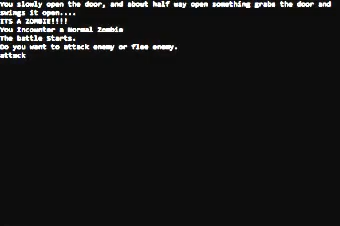 You slowly open the door, and about half way open something grabs the door and
swings it open....
ITS A ZOMBIE!!!!
You Incounter a Normal Zombie
The battle Starts.
Do you want to attack enemy or flee enemy.
attack